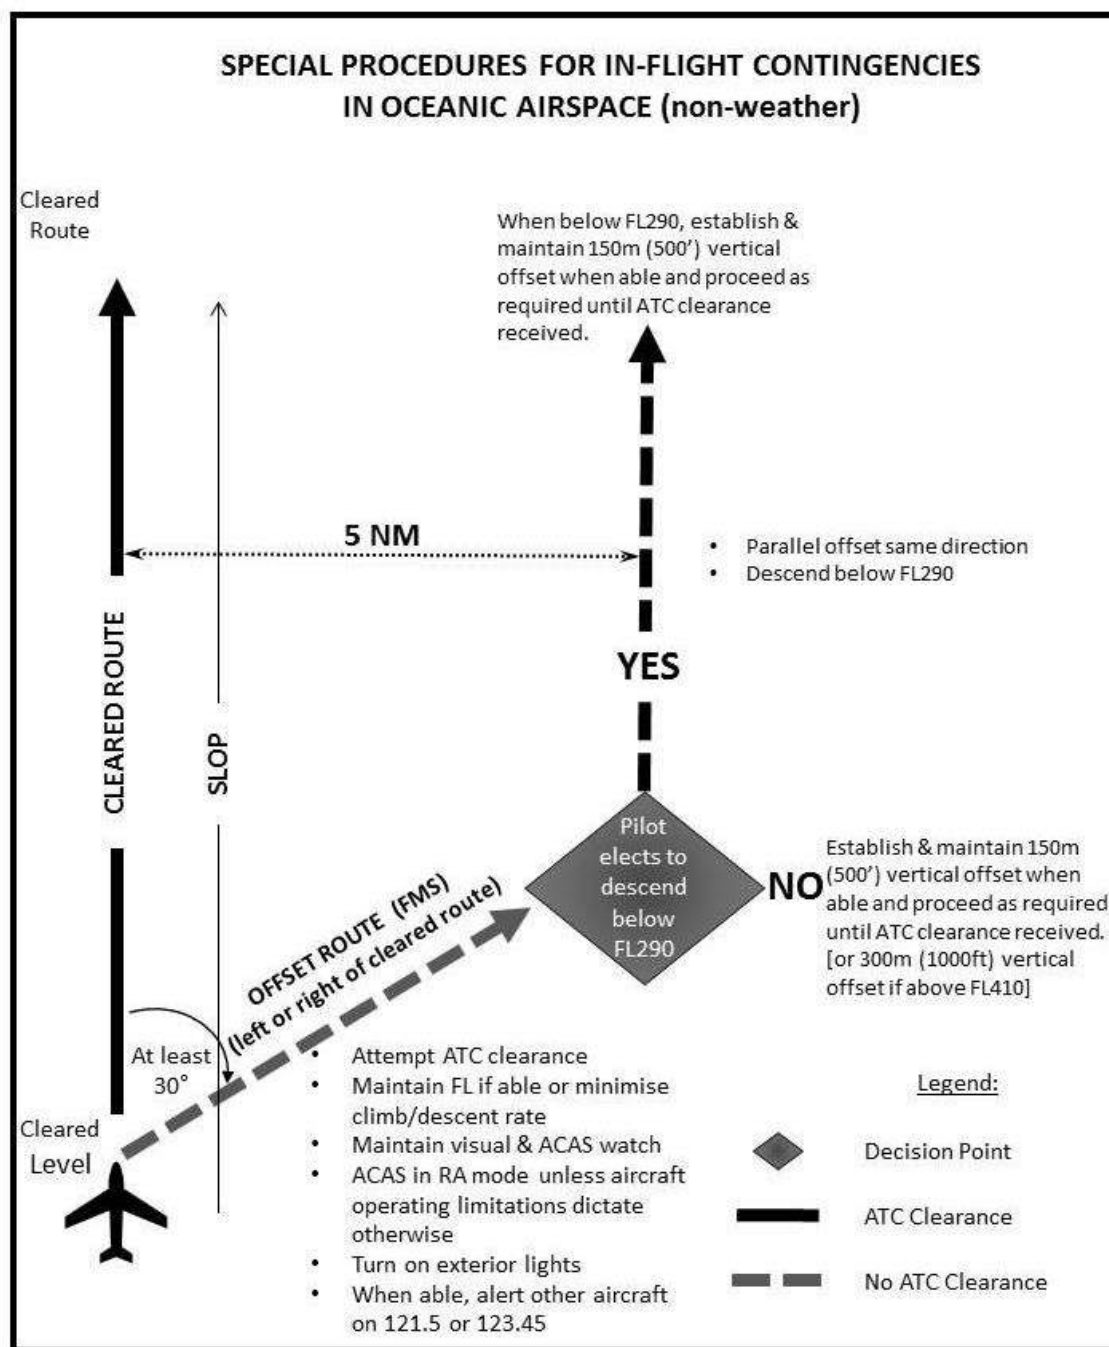 SPECIAL PROCEDURES FOR IN-FLIGHT CONTINGENCIES
IN OCEANIC AIRSPACE (non-weather)
Cleared
Route
When below FL290, establish &
maintain 150m (500’) vertical
offset when able and proceed as
required until ATC clearance
received.
5 NM
• Parallel offset same direction
• Descend below FL290
CLEARED ROUTE
SLOP
YES
Pilot
elects to
descend
below
FL290
NO
Establish & maintain 150m
(500’) vertical offset when
able and proceed as required
until ATC clearance received.
[or 300m (1000ft) vertical
offset if above FL410]
OFFSET ROUTE (FMS)
(left or right of cleared route)
At least
30°
Cleared
Level
• Attempt ATC clearance
• Maintain FL if able or minimise
climb/descent rate
• Maintain visual & ACAS watch
• ACAS in RA mode unless aircraft
operating limitations dictate
otherwise
• Turn on exterior lights
• When able, alert other aircraft
on 121.5 or 123.45
Legend:
Decision Point
ATC Clearance
No ATC Clearance